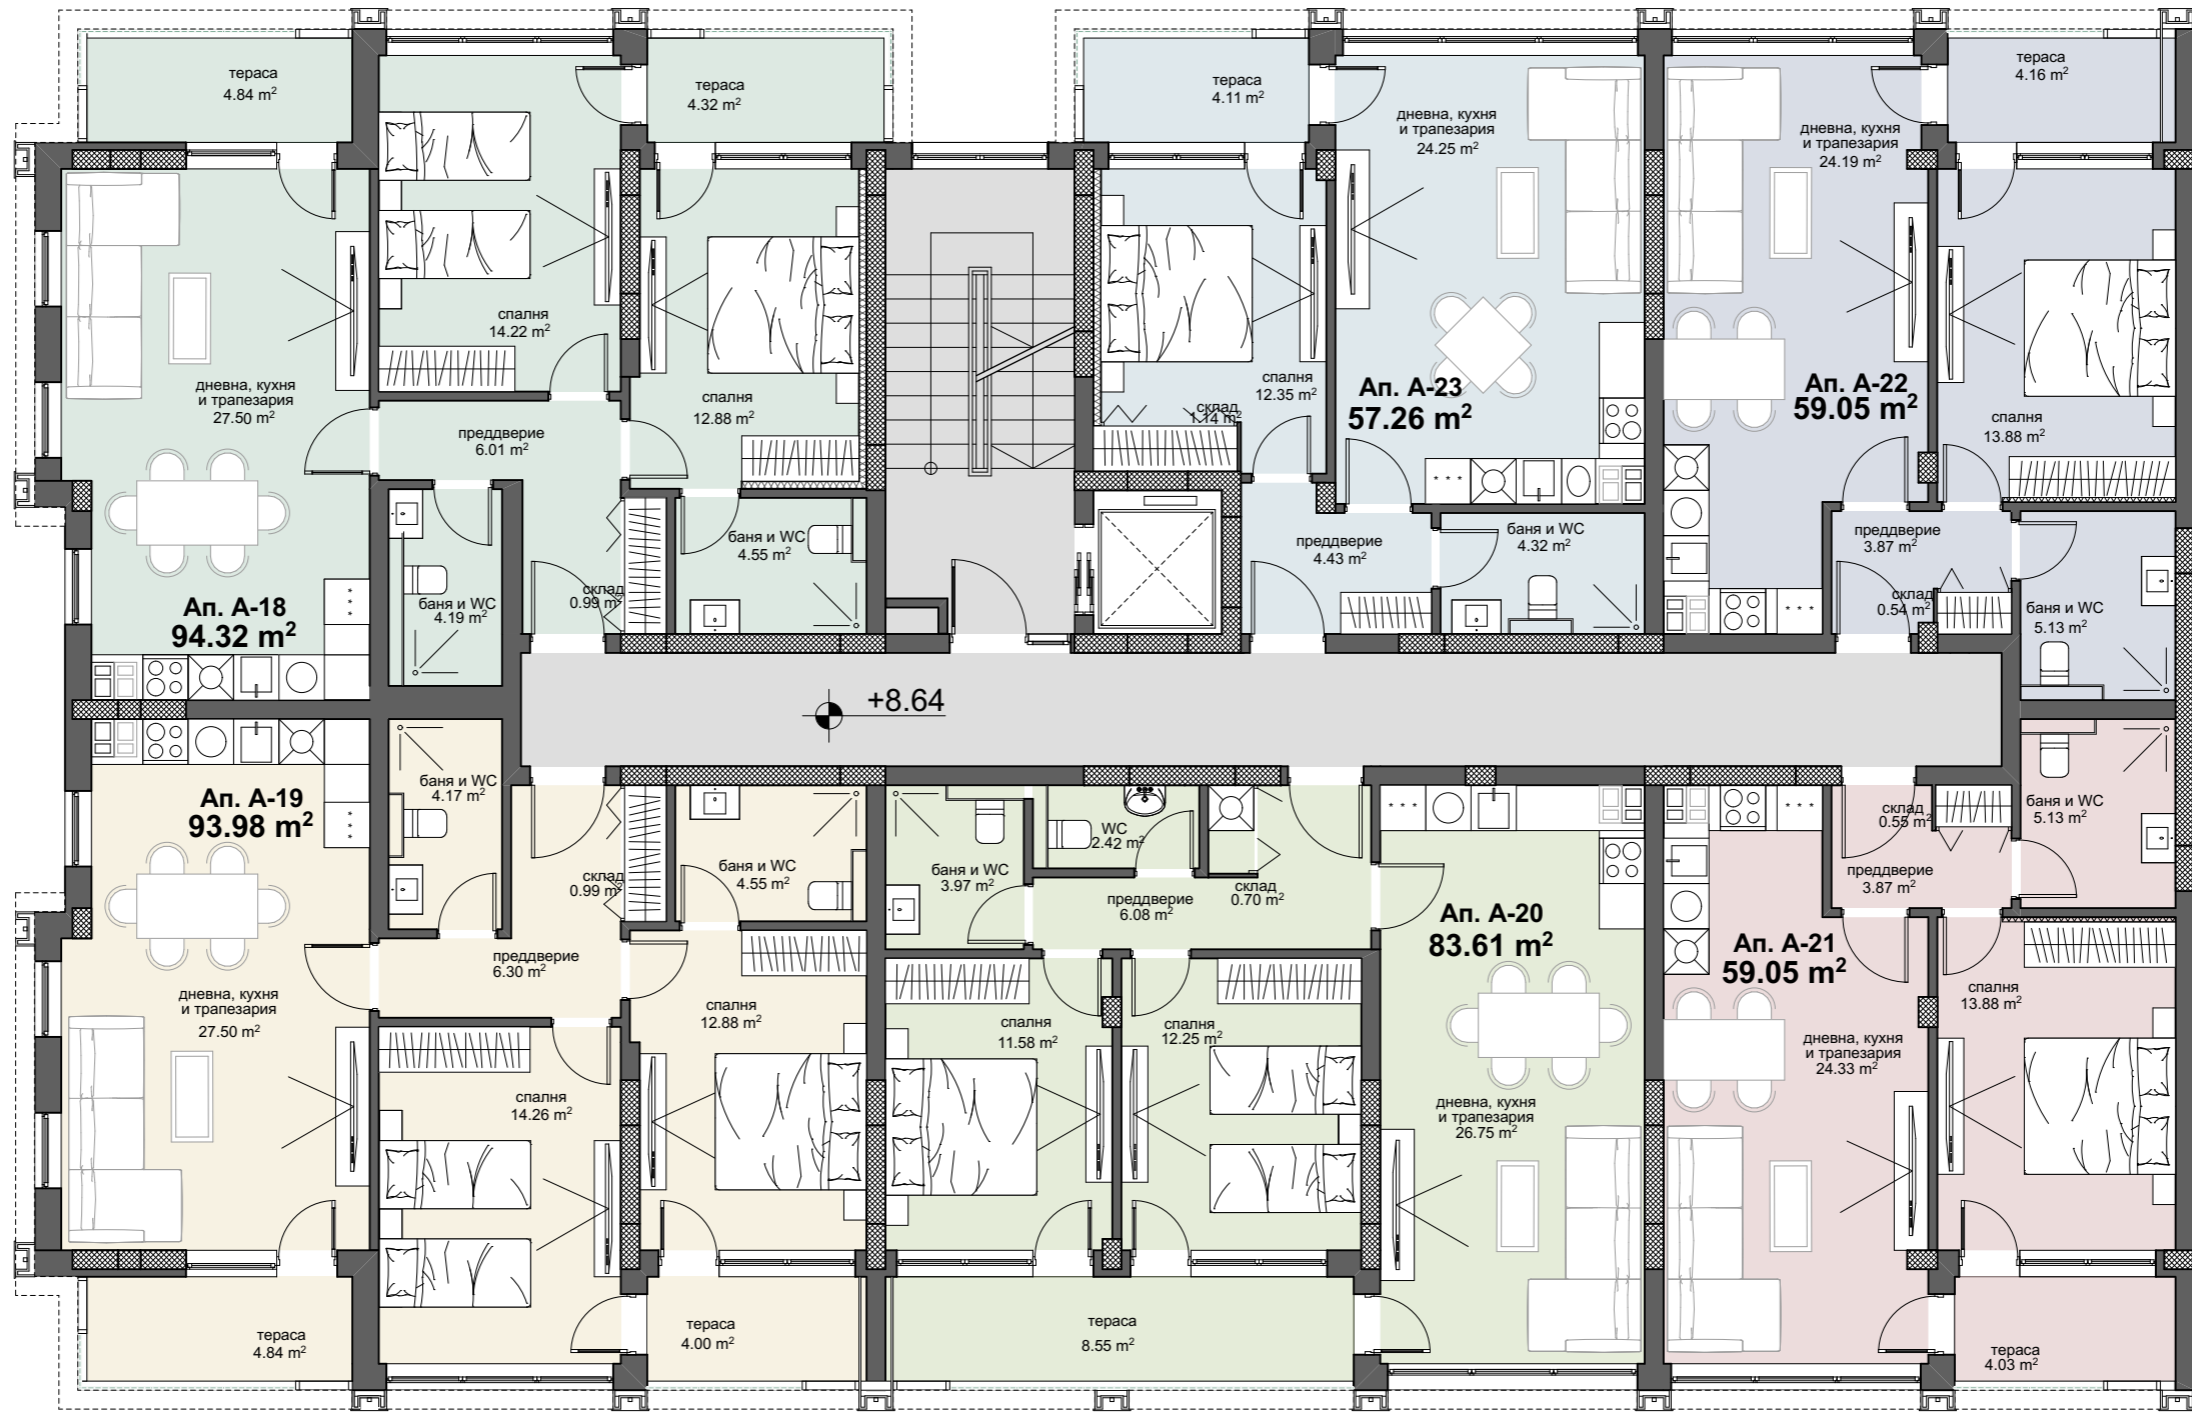 тераса
4.84 m²
тераса
4.32 m²
тераса
4.11 m²
дневна, кухня
и трапезария
24.25 m²
дневна, кухня
и трапезария
24.19 m²
тераса
4.16 m²
спалня
14.22 m²
дневна, кухня
и трапезария
27.50 m²
спалня
12.88 m²
преддверие
6.01 m²
спалня
12.35 m²
склад
1.14 m²
Ап. А-23
57.26 m²
Ап. А-22
59.05 m²
спалня
13.88 m²
баня и WC
4.55 m²
преддверие
4.43 m²
баня и WC
4.32 m²
преддверие
3.87 m²
Ап. А-18
94.32 m²
баня и WC
4.19 m²
склад
0.99 m²
склад
0.54 m²
баня и WC
5.13 m²
+8.64
Ап. А-19
93.98 m²
баня и WC
4.17 m²
склад
0.99 m²
баня и WC
4.55 m²
баня и WC
3.97 m²
WC
2.42 m²
преддверие
6.08 m²
склад
0.70 m²
Ап. А-20
83.61 m²
склад
0.55 m²
баня и WC
5.13 m²
преддверие
3.87 m²
Ап. А-21
59.05 m²
преддверие
6.30 m²
дневна, кухня
и трапезария
27.50 m²
спалня
12.88 m²
спалня
11.58 m²
спалня
12.25 m²
спалня
13.88 m²
дневна, кухня
и трапезария
24.33 m²
спалня
14.26 m²
дневна, кухня
и трапезария
26.75 m²
тераса
4.84 m²
тераса
4.00 m²
тераса
8.55 m²
тераса
4.03 m²